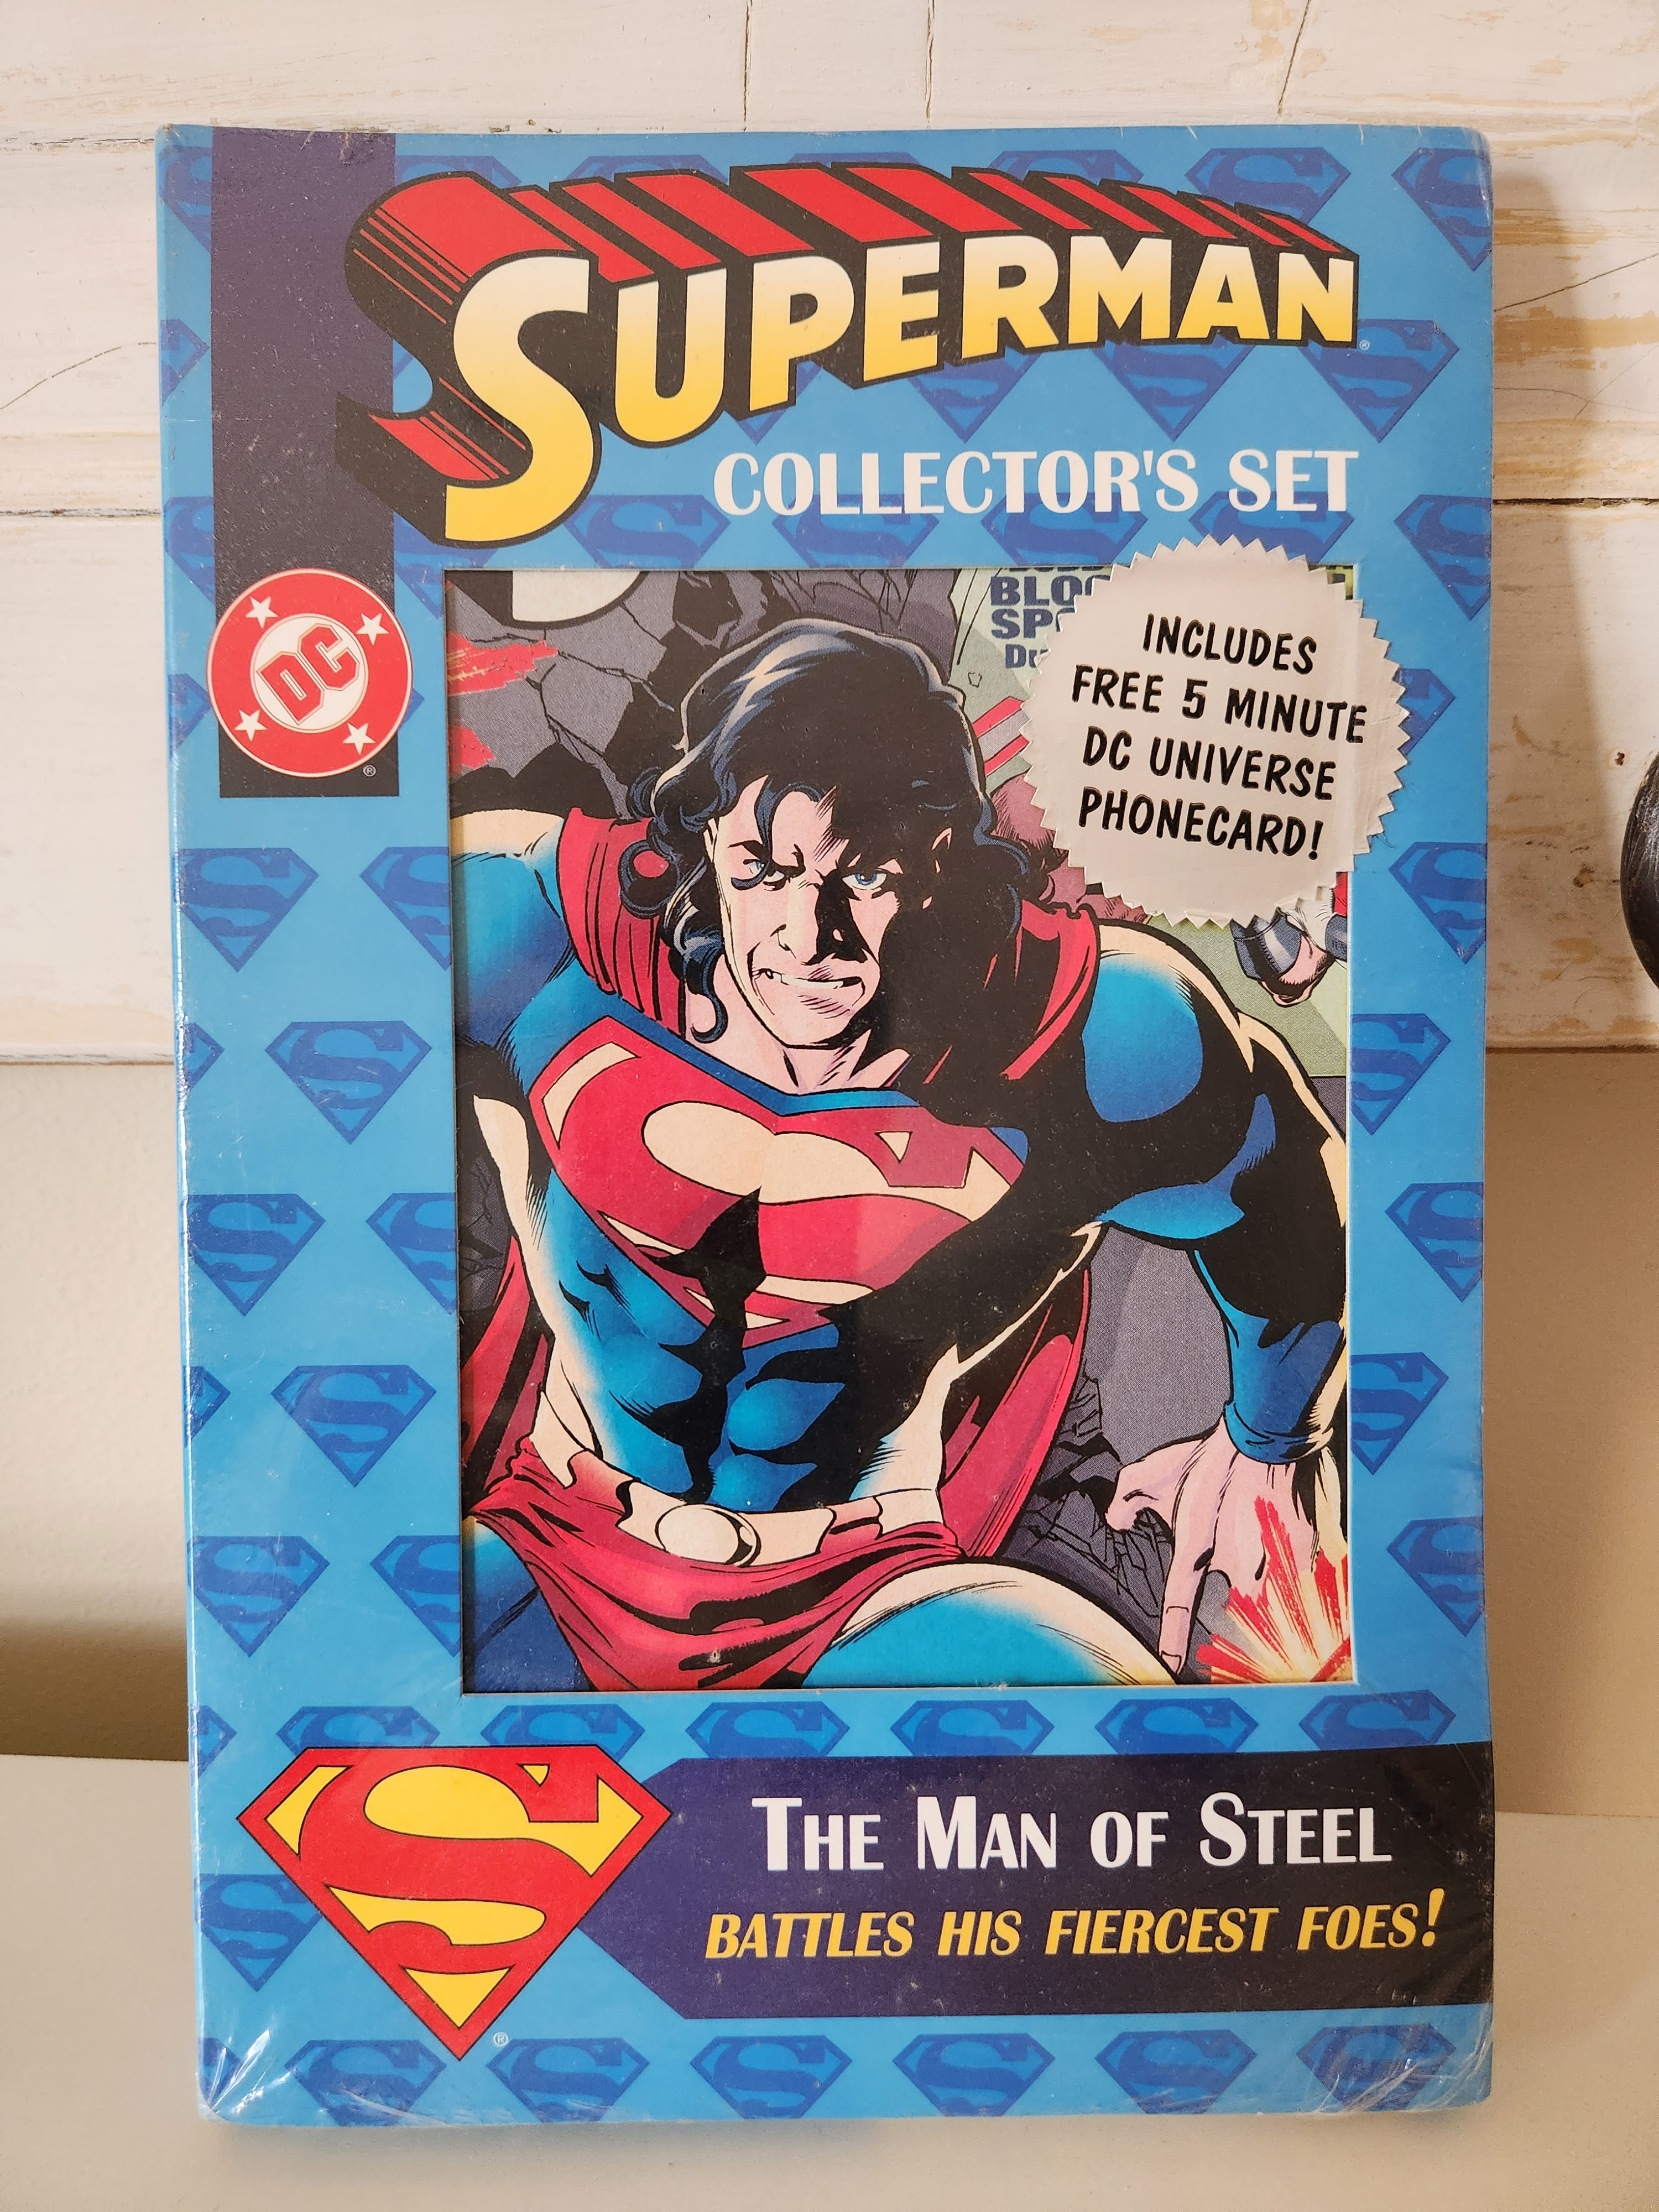 SUPERMAN
COLLECTOR'S SET
DC
INCLUDES
FREE 5 MINUTE
DC UNIVERSE
PHONECARD!
THE MAN OF STEEL
BATTLES HIS FIERCEST FOES!